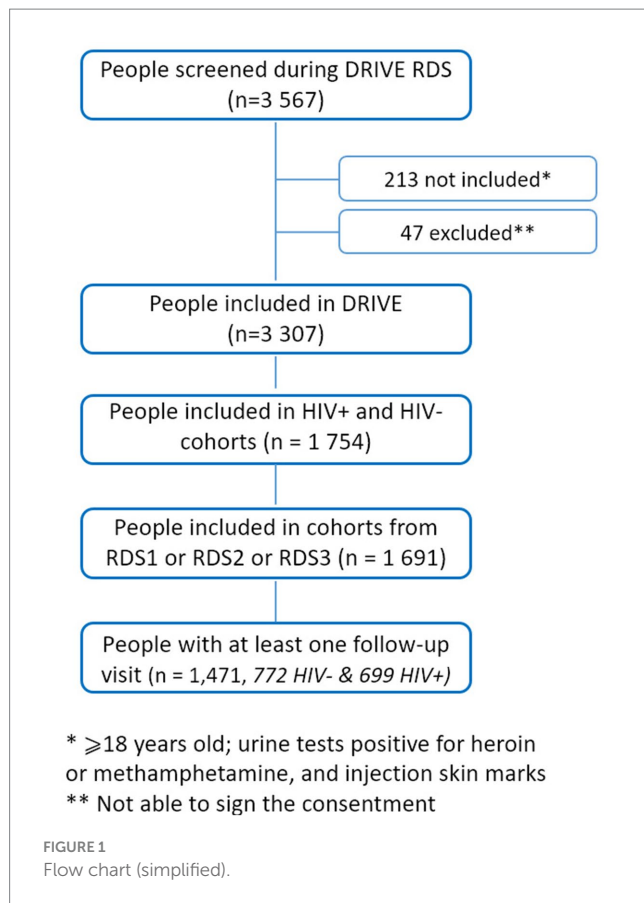 People screened during DRIVE RDS
(n=3 567)
213 not included*
47 excluded**
People included in DRIVE
(n=3 307)
People included in HIV+ and HIV-
cohorts (n = 1 754)
People included in cohorts from
RDS1 or RDS2 or RDS3 (n = 1 691)
People with at least one follow-up
visit (n = 1,471, 772 HIV- & 699 HIV+)
* ⩾18 years old; urine tests positive for heroin
or methamphetamine, and injection skin marks
** Not able to sign the consentment
FIGURE 1
Flow chart (simplified).